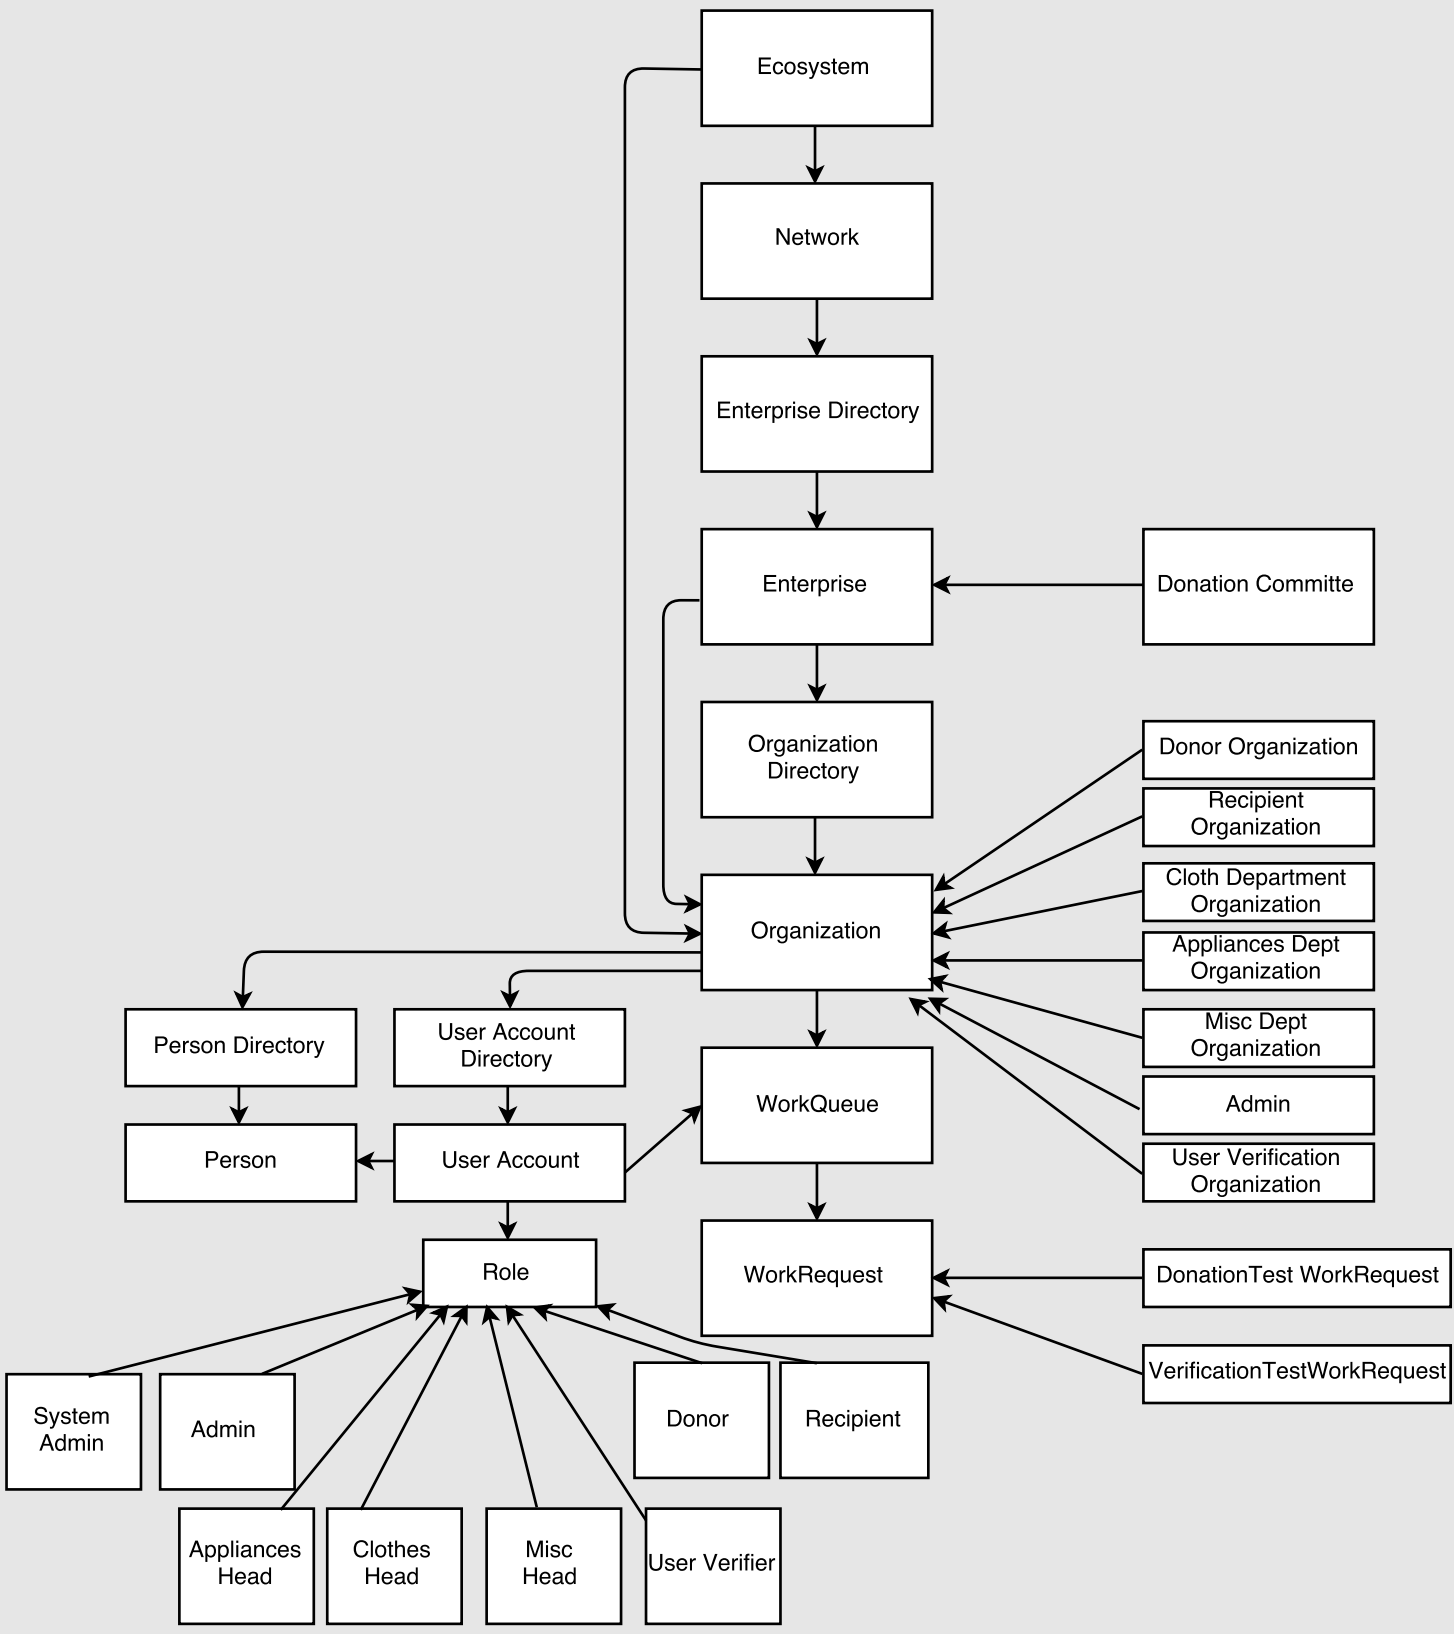 Ecosystem
Network
Enterprise Directory
Enterprise
Donation Committe
Organization
Directory
Donor Organization
Recipient
Organization
Cloth Department
Organization
Organization
Appliances Dept
Organization
Misc Dept
Organization
Person Directory
User Account
Directory
WorkQueue
Admin
Person
User Account
User Verification
Organization
Role
WorkRequest
DonationTest WorkRequest
VerificationTestWorkRequest
System
Admin
Admin
Donor
Recipient
Appliances
Head
Clothes
Head
Misc
Head
User Verifier